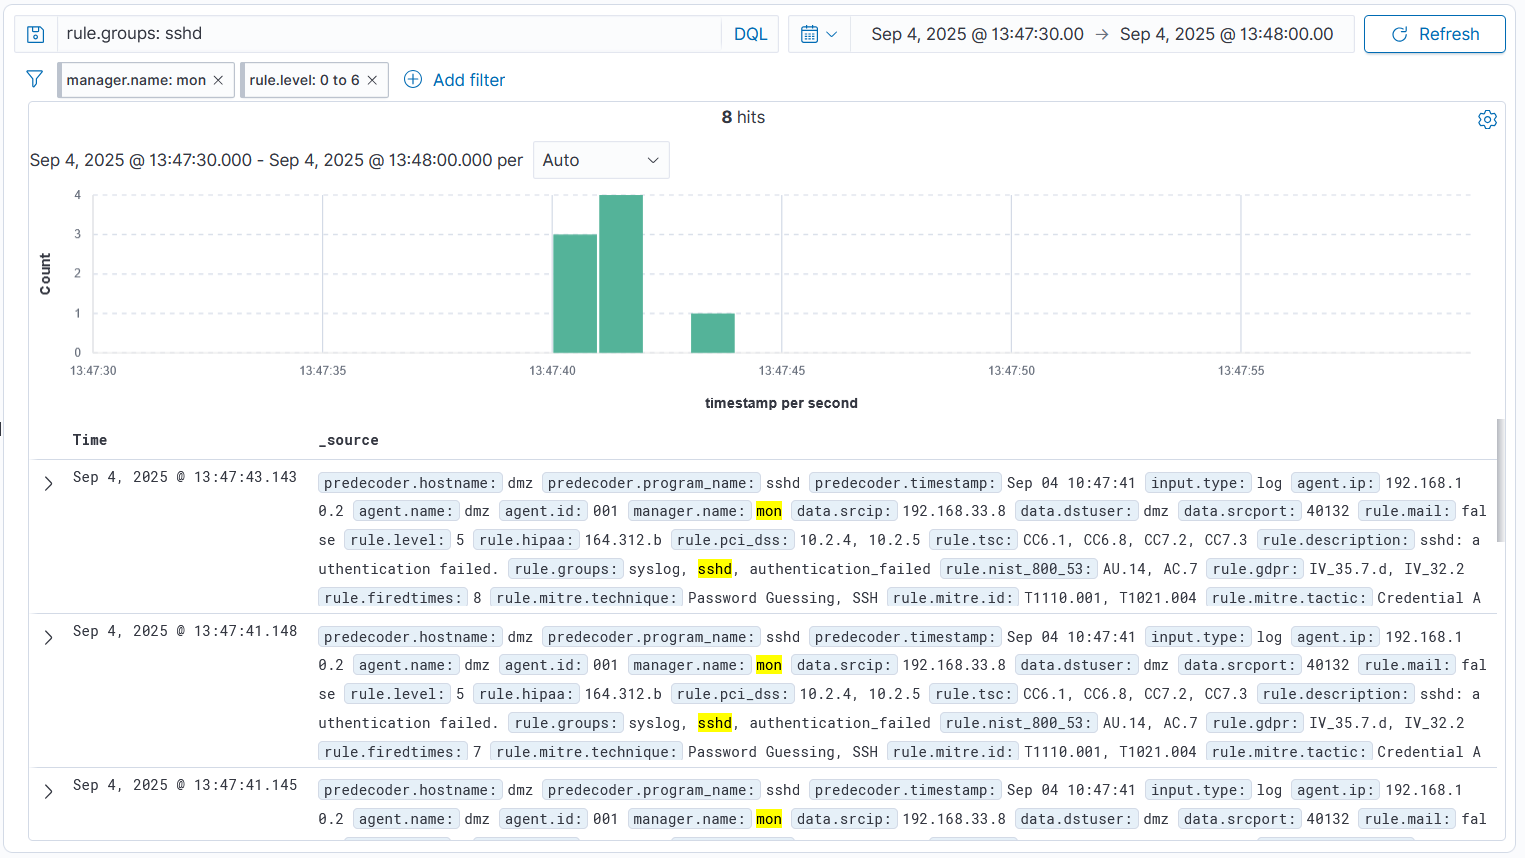 rule.groups: sshd DQL Sep 4, 2025 @ 13:47:30.00 → Sep 4, 2025 @ 13:48:00.00 Refresh
manager.name: mon × rule.level: 0 to 6 × Add filter
8 hits
Sep 4, 2025 @ 13:47:30.000 - Sep 4, 2025 @ 13:48:00.000 per Auto
4
3
2
1
0
Count
13:47:30 13:47:35 13:47:40 13:47:45 13:47:50 13:47:55
timestamp per second
Time _source
Sep 4, 2025 @ 13:47:43.143 predecoder.hostname: dmz predecoder.program_name: sshd predecoder.timestamp: Sep 04 10:47:41 input.type: log agent.ip: 192.168.1
0.2 agent.name: dmz agent.id: 001 manager.name: mon data.srcip: 192.168.33.8 data.dstuser: dmz data.srcport: 40132 rule.mail: fal
se rule.level: 5 rule.hipaa: 164.312.b rule.pci_dss: 10.2.4, 10.2.5 rule.tsc: CC6.1, CC6.8, CC7.2, CC7.3 rule.description: sshd: a
uthentication failed. rule.groups: syslog, sshd, authentication_failed rule.nist_800_53: AU.14, AC.7 rule.gdpr: IV_35.7.d, IV_32.2
rule.firedtimes: 8 rule.mitre.technique: Password Guessing, SSH rule.mitre.id: T1110.001, T1021.004 rule.mitre.tactic: Credential A
Sep 4, 2025 @ 13:47:41.148 predecoder.hostname: dmz predecoder.program_name: sshd predecoder.timestamp: Sep 04 10:47:41 input.type: log agent.ip: 192.168.1
0.2 agent.name: dmz agent.id: 001 manager.name: mon data.srcip: 192.168.33.8 data.dstuser: dmz data.srcport: 40132 rule.mail: fal
se rule.level: 5 rule.hipaa: 164.312.b rule.pci_dss: 10.2.4, 10.2.5 rule.tsc: CC6.1, CC6.8, CC7.2, CC7.3 rule.description: sshd: a
uthentication failed. rule.groups: syslog, sshd, authentication_failed rule.nist_800_53: AU.14, AC.7 rule.gdpr: IV_35.7.d, IV_32.2
rule.firedtimes: 7 rule.mitre.technique: Password Guessing, SSH rule.mitre.id: T1110.001, T1021.004 rule.mitre.tactic: Credential A
Sep 4, 2025 @ 13:47:41.145 predecoder.hostname: dmz predecoder.program_name: sshd predecoder.timestamp: Sep 04 10:47:41 input.type: log agent.ip: 192.168.1
0.2 agent.name: dmz agent.id: 001 manager.name: mon data.srcip: 192.168.33.8 data.dstuser: dmz data.srcport: 40132 rule.mail: fal